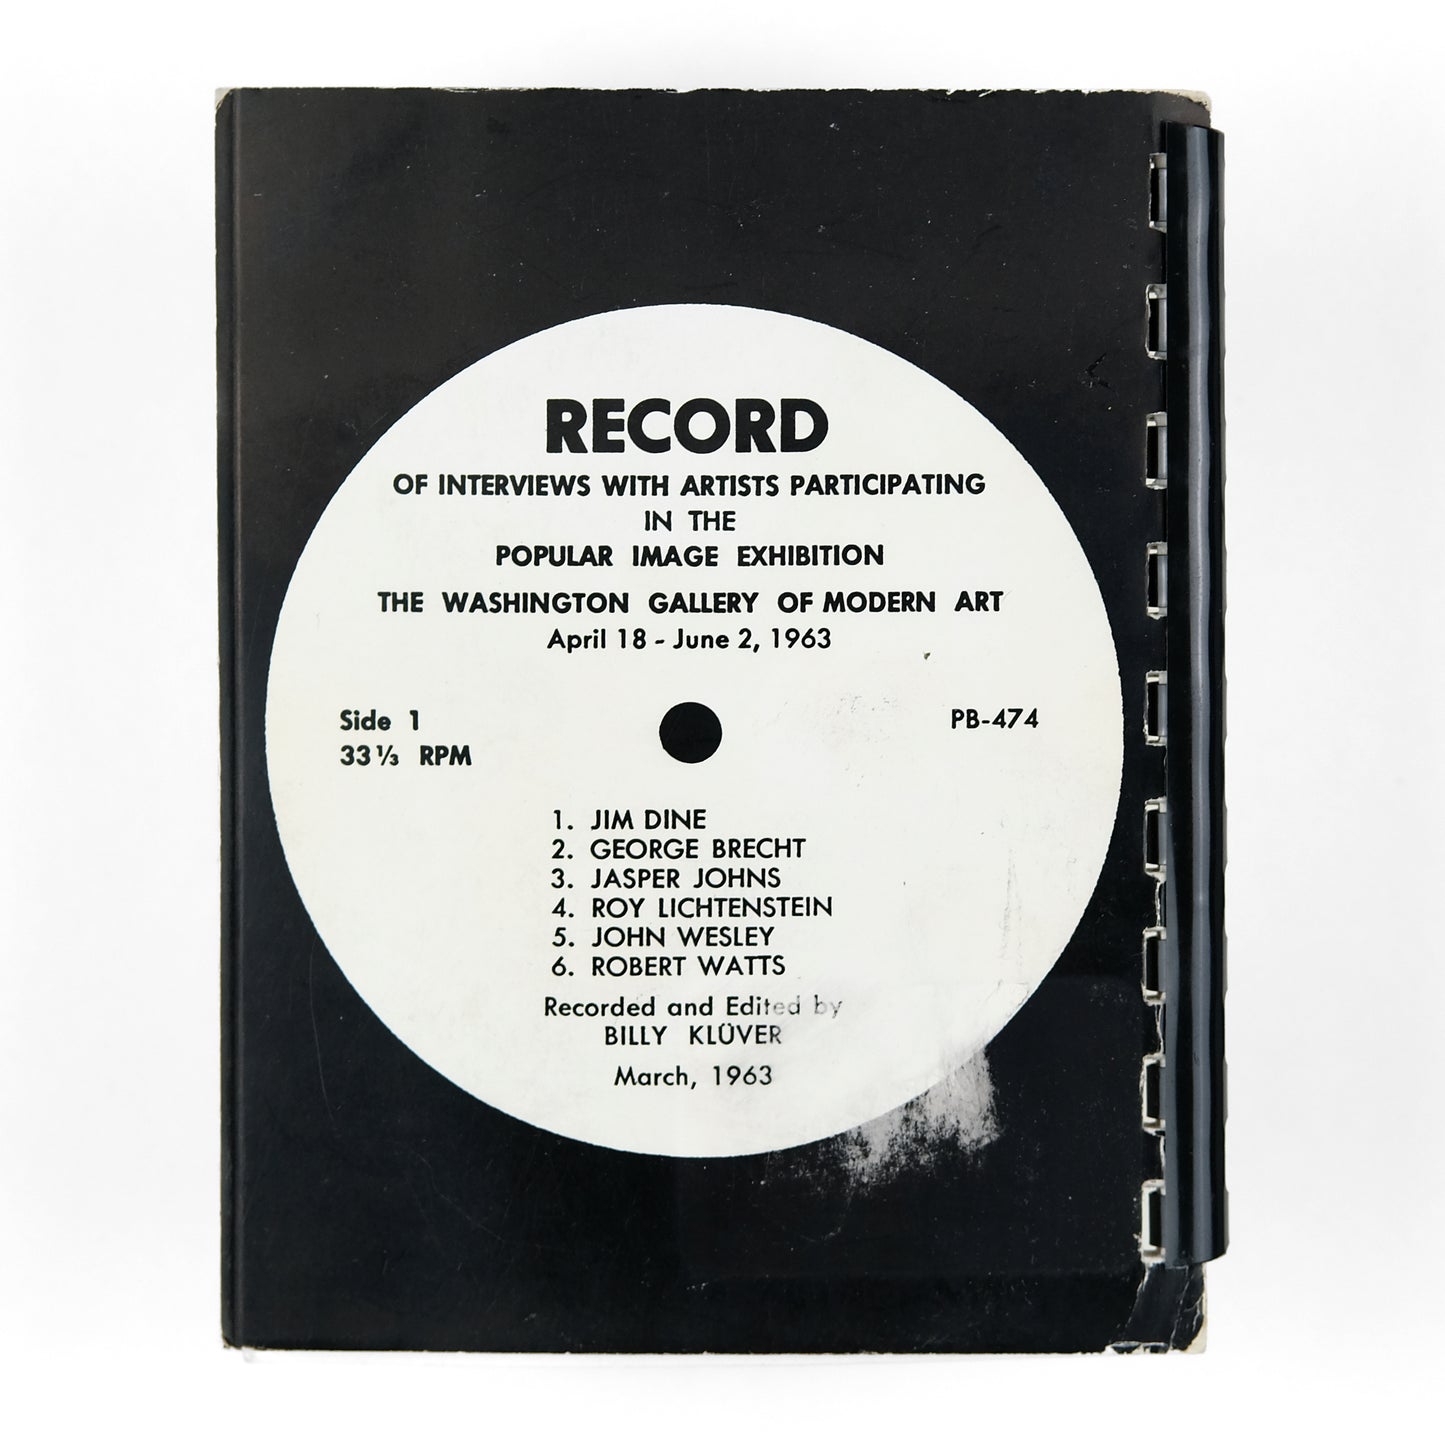 RECORD
OF INTERVIEWS WITH ARTISTS PARTICIPATING
IN THE
POPULAR IMAGE EXHIBITION
THE WASHINGTON GALLERY OF MODERN ART
April 18 - June 2, 1963
Side 1
PB-474
33 ⅓ RPM
1. JIM DINE
2. GEORGE BRECHT
3. JASPER JOHNS
4. ROY LICHTENSTEIN
5. JOHN WESLEY
6. ROBERT WATTS
Recorded and Edited by
BILLY KLÜVER
March, 1963